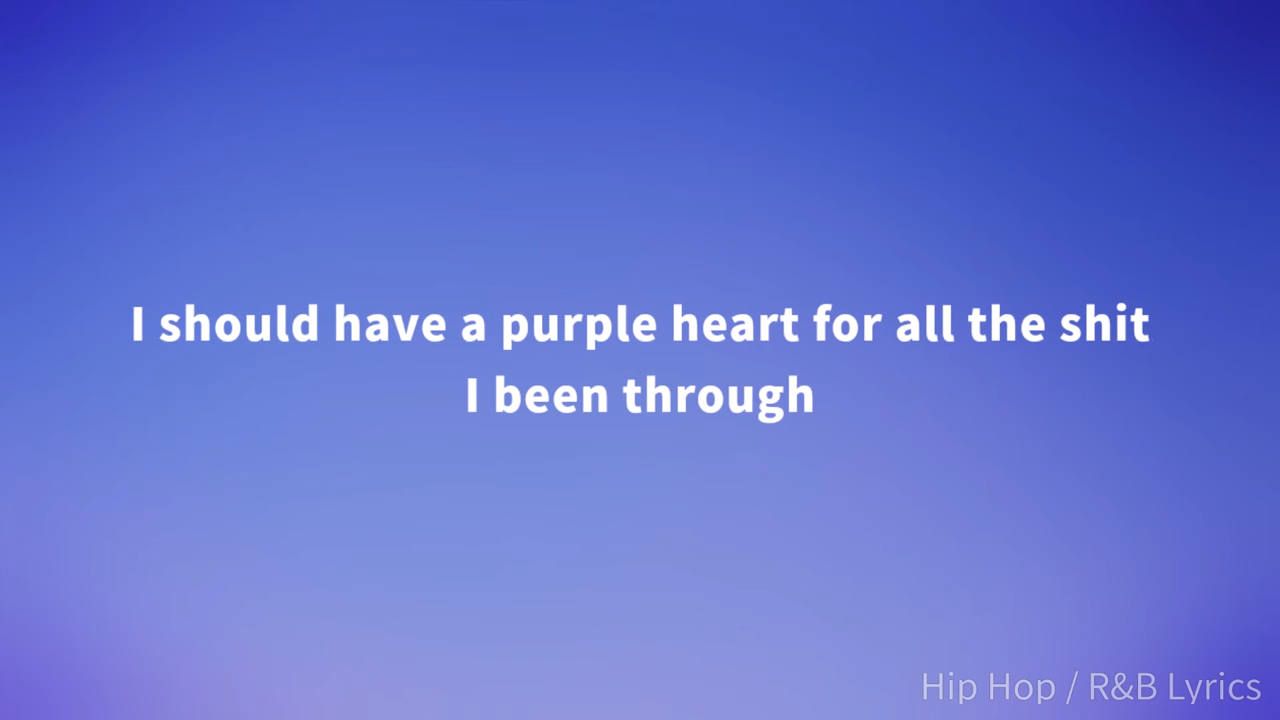 I should have a purple heart for all the shit
I been through
Hip Hop / R&B Lyrics